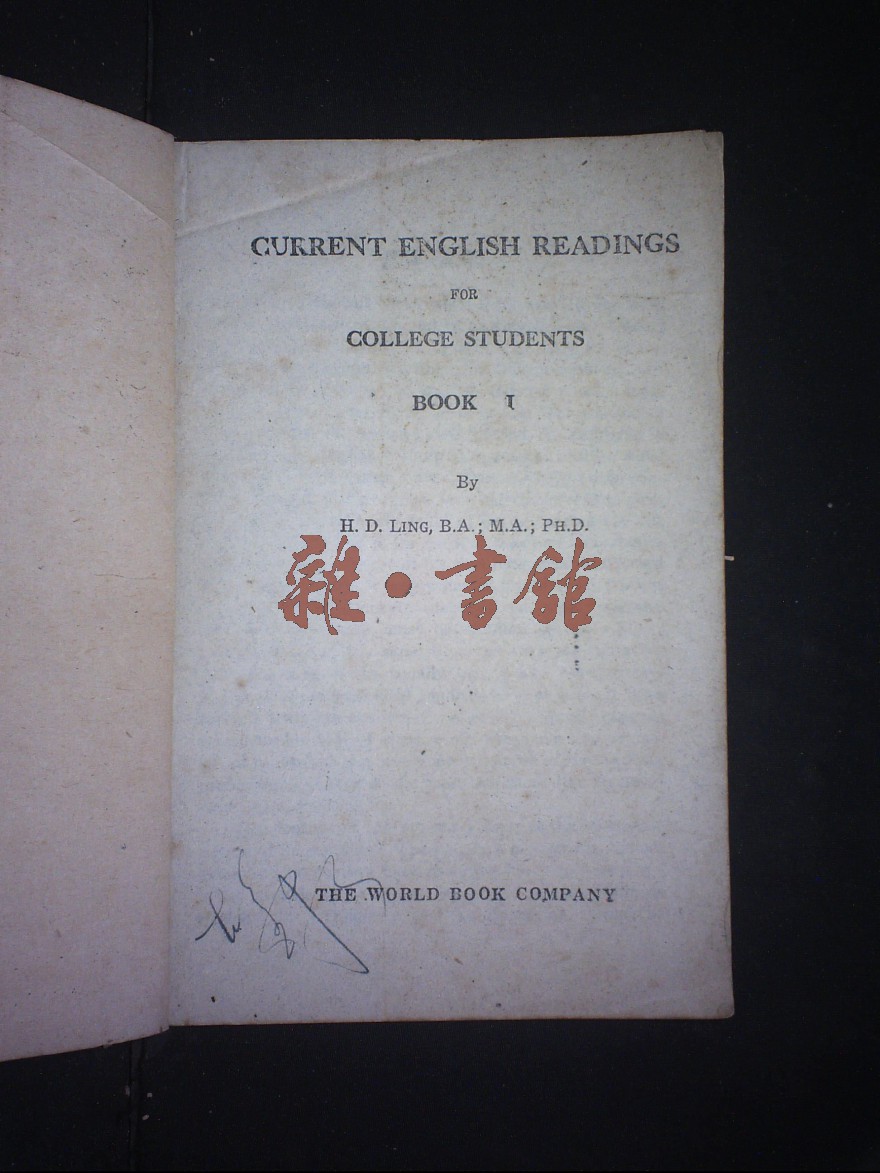 CURRENT ENGLISH READINGS
FOR
COLLEGE STUDENTS
BOOK I
By
H. D. LING, B.A.; M.A.; PH.D.
雜·書館
THE WORLD BOOK COMPANY